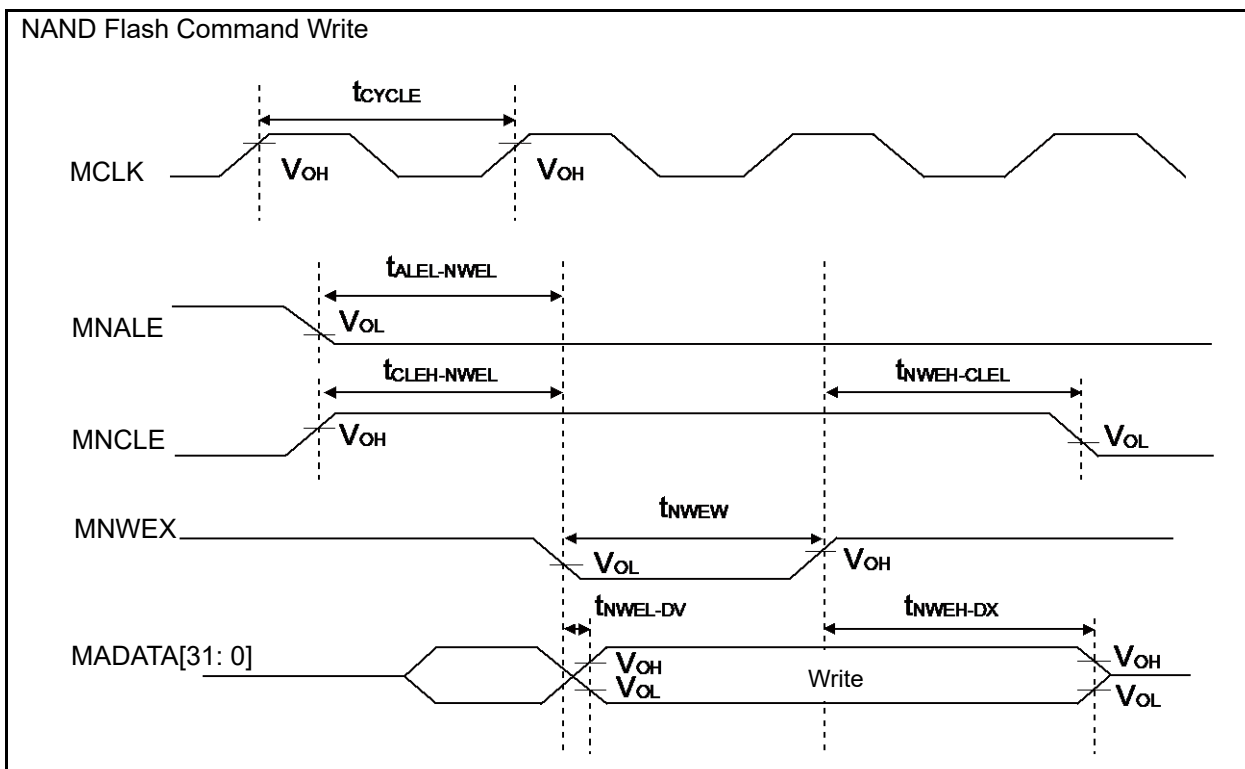 NAND Flash Command Write
tCYCLE
MCLK
VOH
VOH
tALEL-NWEL
MNALE
VOL
tCLEH-NWEL
tNWEH-CLEL
MNCLE
VOH
VOL
tNWEW
MNWEX
VOL
VOH
tNWEL-DV
tNWEH-DX
MADATA[31: 0]
VOH
VOL
Write
VOH
VOL